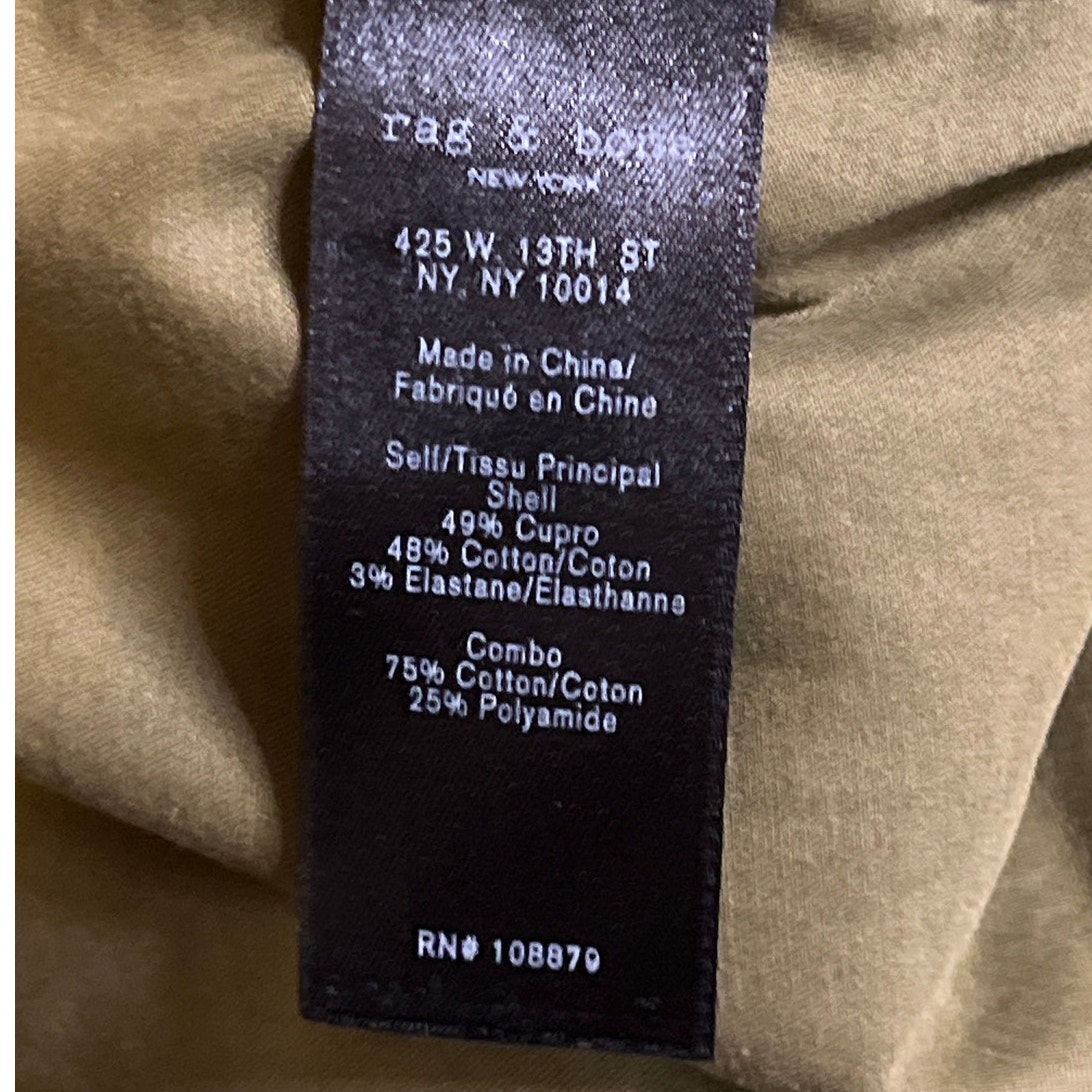 rag & bone
NEW YORK
425 W. 13TH ST
NY, NY 10014
Made in China/
Fabriqué en Chine
Self/Tissu Principal
Shell
49% Cupro
48% Cotton/Coton
3% Elastane/Élasthanne
Combo
75% Cotton/Coton
25% Polyamide
RN# 108879